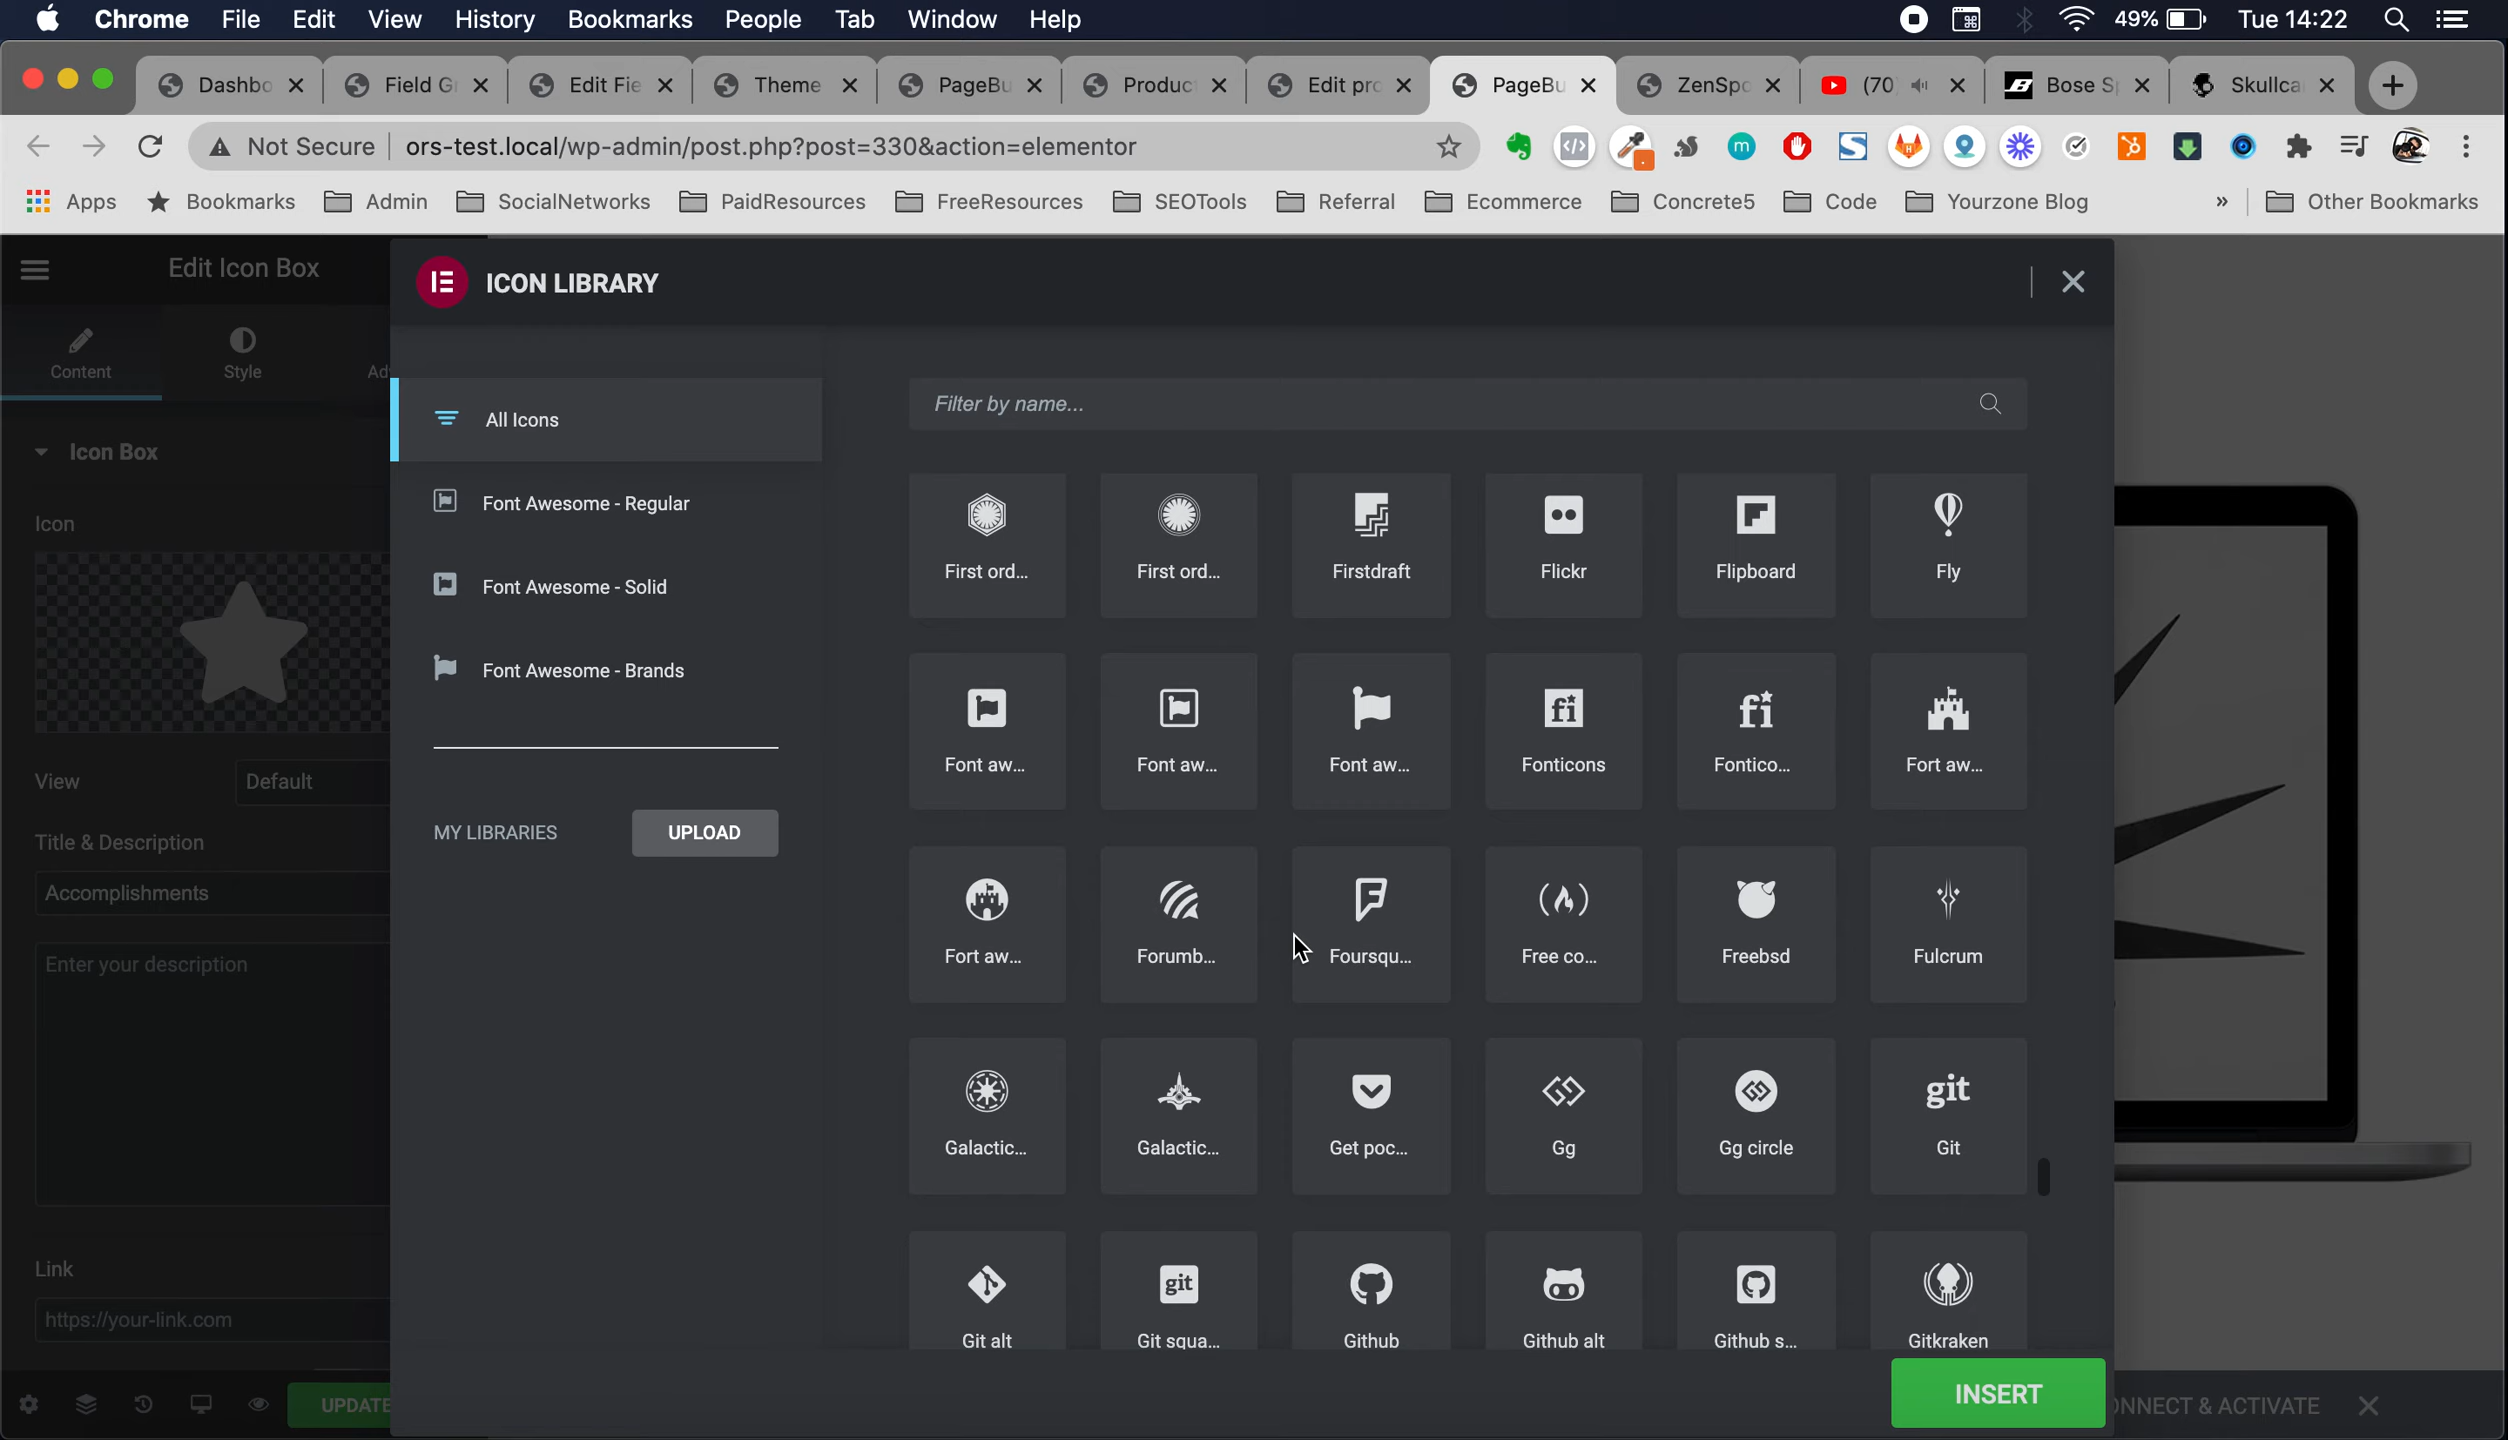 Chrome File Edit View History Bookmarks People Tab Window Help 49% Tue 14:22
Dashbo Field G Edit Fie Theme PageBu Produc Edit pro PageBu ZenSpo (70 Bose S Skullca
Not Secure ors-test.local/wp-admin/post.php?post=330&action=elementor
Apps Bookmarks Admin SocialNetworks PaidResources FreeResources SEOTools Referral Ecommerce Concrete5 Code Yourzone Blog » Other Bookmarks
Edit Icon Box
Content Style Ad
Icon Box
Icon
View Default
Title & Description
Accomplishments
Enter your description
Link
https://your-link.com
UPDATE
ICON LIBRARY
All Icons
Font Awesome - Regular
Font Awesome - Solid
Font Awesome - Brands
MY LIBRARIES UPLOAD
Filter by name...
First ord... First ord... Firstdraft Flickr Flipboard Fly
Font aw... Font aw... Font aw... Fonticons Fontico... Fort aw...
Fort aw... Forumb... Foursqu... Free co... Freebsd Fulcrum
Galactic... Galactic... Get poc... Gg Gg circle Git
Git alt Git squa... Github Github alt Github s... Gitkraken
INSERT
ONNECT & ACTIVATE